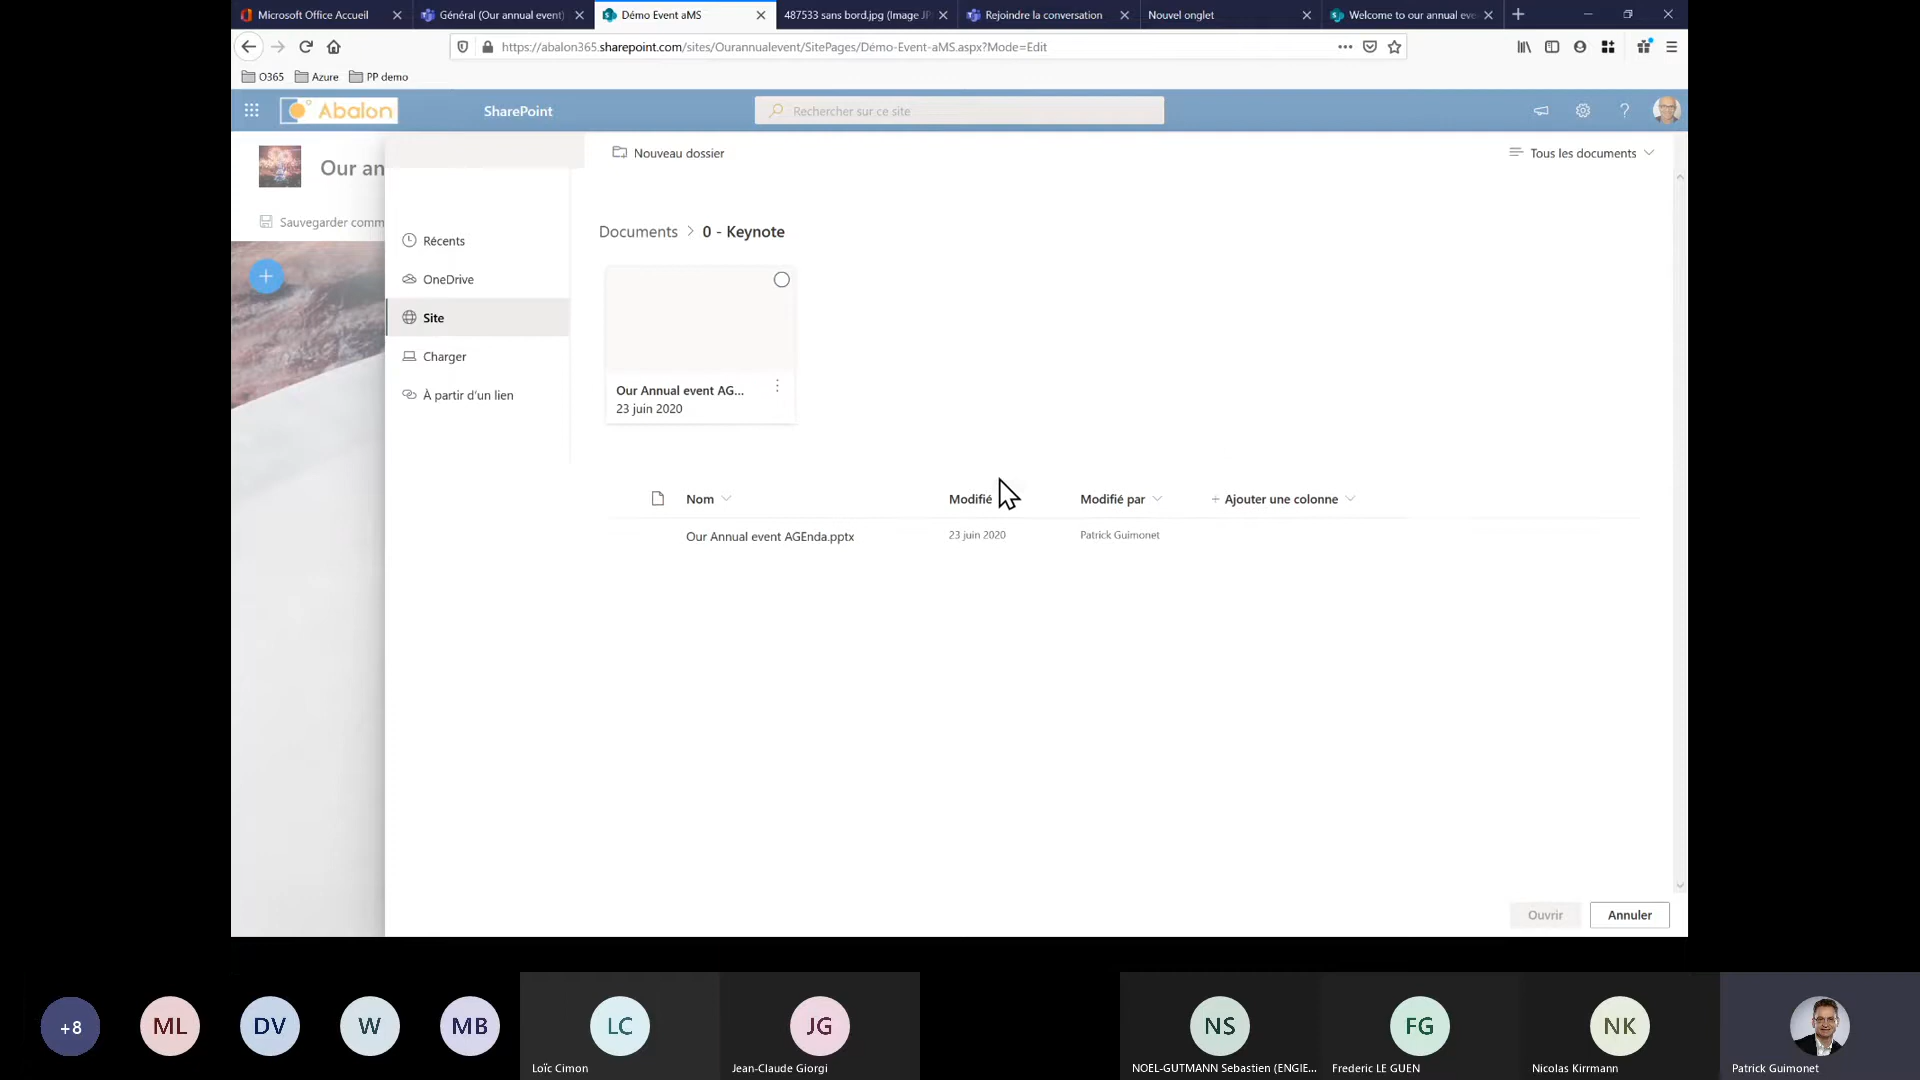 Microsoft Office Accueil
Général (Our annual event)
Démo Event aMS
487533 sans bord.jpg (Image JP
Rejoindre la conversation
Nouvel onglet
Welcome to our annual eve
https://abalon365.sharepoint.com/sites/Ourannualevent/SitePages/Démo-Event-aMS.aspx?Mode=Edit
O365
Azure
PP demo
Abalon
SharePoint
Rechercher sur ce site
Our an
Nouveau dossier
Tous les documents
Sauvegarder comm
Documents > 0 - Keynote
Récents
OneDrive
Site
Charger
À partir d'un lien
Our Annual event AG...
23 juin 2020
Nom
Modifié
Modifié par
+ Ajouter une colonne
Our Annual event AGEnda.pptx
23 juin 2020
Patrick Guimonet
Ouvrir
Annuler
+8
ML
DV
W
MB
LC
JG
NS
FG
NK
Loïc Cimon
Jean-Claude Giorgi
NOEL-GUTMANN Sebastien (ENGIE...
Frederic LE GUEN
Nicolas Kirrmann
Patrick Guimonet